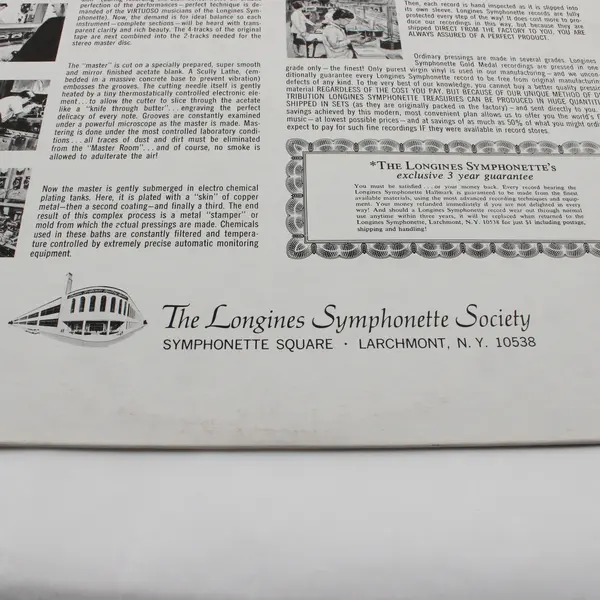 perfection of the performances—perfect technique is de-
manded of the VIRTUOSO musicians of the Longines Sym-
phonette). Now, the demand is for ideal balance so each
instrument—complete sections—will be heard with trans-
parent clarity and rich beauty. The 4-tracks of the original
tape are next combined into the 2 tracks needed for the
stereo master disc.
The "master" is cut on a specially prepared, super smooth
and mirror finished acetate blank. A Scully Lathe, (em-
bedded in a massive concrete base to prevent vibration)
embosses the grooves. The cutting needle itself is gently
heated by a tiny thermostatically controlled electronic ele-
ment...to allow the cutter to slice through the acetate
like a "knife through butter"...engraving the perfect
delicacy of every note. Grooves are constantly examined
under a powerful microscope as the master is made. Mas-
tering is done under the most controlled laboratory condi-
tions...all traces of dust and dirt must be eliminated
from the "Master Room"...and of course, no smoke is
allowed to adulterate the air!
Now the master is gently submerged in electro chemical
plating tanks. Here, it is plated with a "skin" of copper
metal—then a second coating—and finally a third. The end
result of this complex process is a metal "stamper" or
mold from which the actual pressings are made. Chemicals
used in these baths are constantly filtered and tempera-
ture controlled by extremely precise automatic monitoring
equipment.
Then, each record is hand inspected as it is slipped into
its own sleeve. Longines Symphonette records are fully
protected every step of the way! It does cost more to pro-
duce our recordings in this way, but because they are
shipped DIRECT FROM THE FACTORY TO YOU, YOU ARE
ALWAYS ASSURED OF A PERFECT PRODUCT.
Ordinary pressings are made in several grades. Longines
Symphonette Gold Medal recordings are pressed in one
grade only—the finest! Only purest virgin vinyl is used in our manufacturing—and we uncon-
ditionally guarantee every Longines Symphonette recording to be free from original manufacturing
defects of any kind. To the very best of our knowledge, you cannot buy a better pressing
material REGARDLESS OF THE COST YOU PAY, BUT BECAUSE OF OUR UNIQUE METHOD OF
TRIBUTION LONGINES SYMPHONETTE TREASURIES CAN BE PRODUCED IN HUGE
SHIPPED IN SETS (as they are originally packed in the factory)—and sent directly to you.
savings achieved by this modern, most convenient plan allows us to offer you the world's
music—at lowest possible prices—and at savings of as much as 50% of what you might
expect to pay for such fine recordings IF they were available in record stores.
*THE LONGINES SYMPHONETTE'S
exclusive 3 year guarantee
You must be satisfied...or your money back. Every record bearing the
Longines Symphonette Hallmark is guaranteed to be made from the finest
available materials, using the most advanced recording techniques and equip-
ment. Your money refunded immediately if you are not delighted in every
way! And should a Longines Symphonette record wear out through normal
use anytime within three years, it will be replaced when returned to the
Longines Symphonette, Larchmont, N.Y. 10538 for just $1 including postage,
shipping and handling!
The Longines Symphonette Society
SYMPHONETTE SQUARE · LARCHMONT, N.Y. 10538